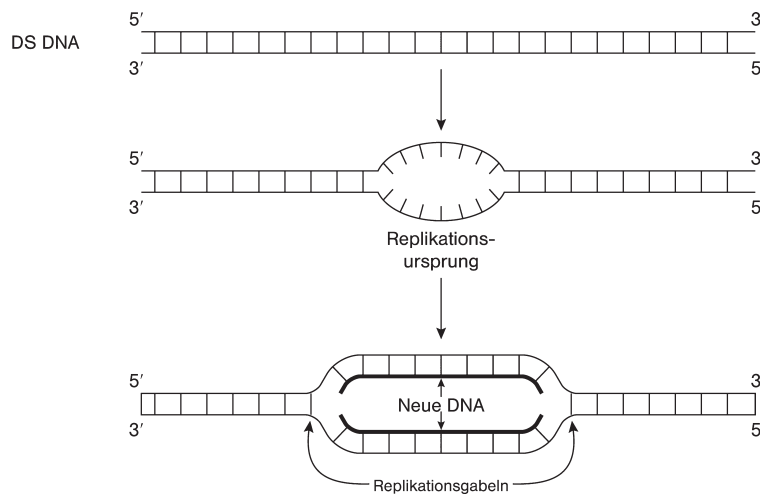 5′ 3
DS DNA
3′ 5
5′ 3
3′ 5
Replikations-
ursprung
5′ 3
Neue DNA
3′ 5
Replikationsgabeln